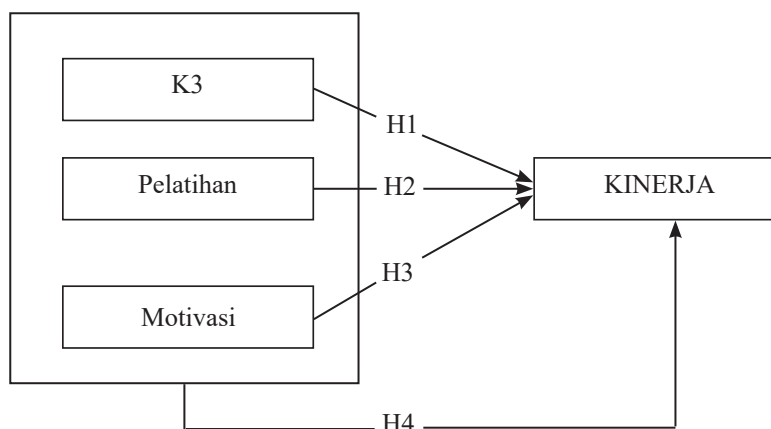 K3
H1
Pelatihan
H2
KINERJA
H3
Motivasi
H4